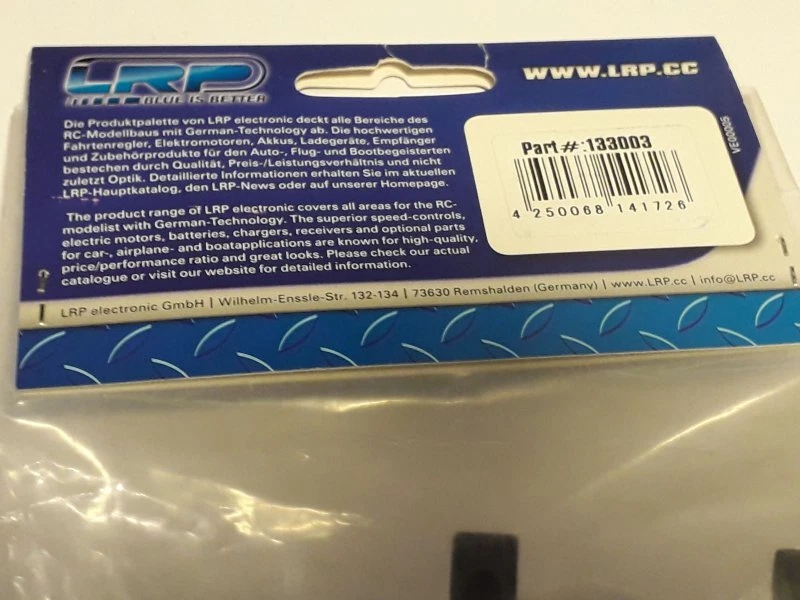 LRP
BLUE IS BETTER
WWW.LRP.CC
Die Produktpalette von LRP electronic deckt alle Bereiche des
RC-Modellbaus mit German-Technology ab. Die hochwertigen
Fahrtenregler, Elektromotoren, Akkus, Ladegeräte, Empfänger
und Zubehörprodukte für den Auto-, Flug- und Bootbegeisterten
bestechen durch Qualität, Preis-/Leistungsverhältnis und nicht
zuletzt Optik. Detaillierte Informationen erhalten Sie im aktuellen
LRP-Hauptkatalog, den LRP-News oder auf unserer Homepage.
The product range of LRP electronic covers all areas for the RC-
modelist with German-Technology. The superior speed-controls,
electric motors, batteries, chargers, receivers and optional parts
for car-, airplane- and boatapplications are known for high-quality,
price/performance ratio and great looks. Please check our actual
catalogue or visit our website for detailed information.
Part #:133003
4 250068 141726
VE00005
LRP electronic GmbH | Wilhelm-Enssle-Str. 132-134 | 73630 Remshalden (Germany) | www.LRP.cc | info@LRP.cc